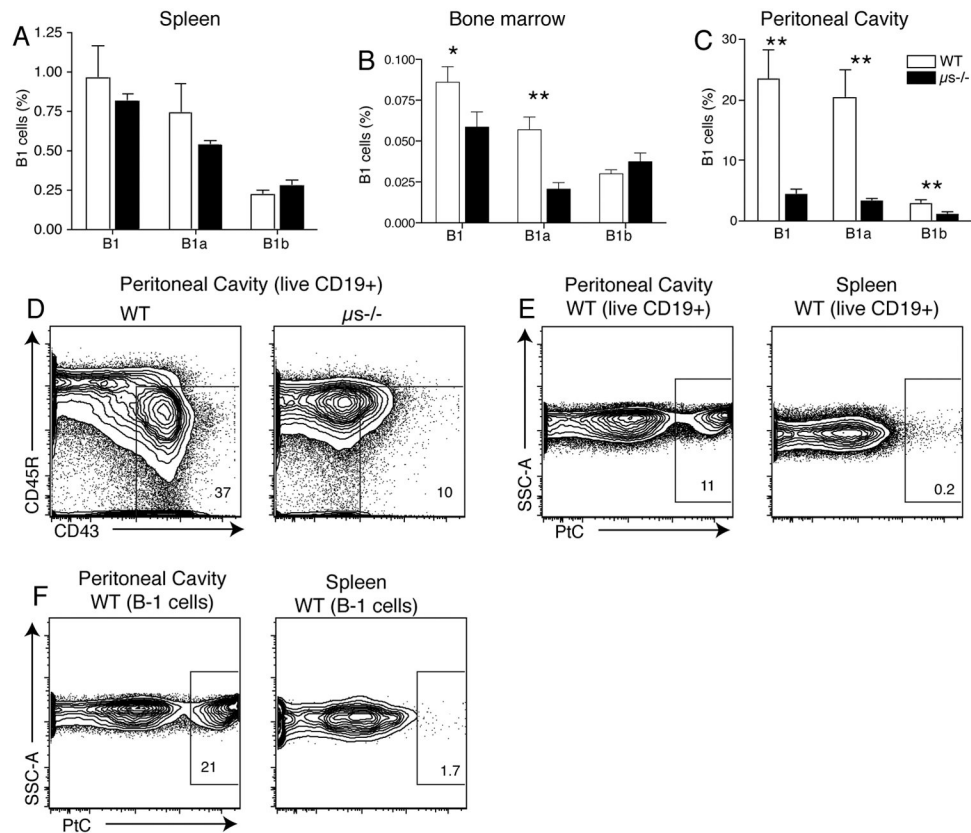 A
Spleen
B1 cells (%)
1.25
1.00
0.75
0.50
0.25
0.00
B1
B1a
B1b
B
Bone marrow
B1 cells (%)
0.100
0.075
0.050
0.025
0.000
*
**
B1
B1a
B1b
C
Peritoneal Cavity
B1 cells (%)
30
20
10
0
**
**
**
WT
µs-/-
B1
B1a
B1b
D
Peritoneal Cavity (live CD19+)
WT
µs-/-
CD45R
CD43
37
10
E
Peritoneal Cavity
WT (live CD19+)
Spleen
WT (live CD19+)
SSC-A
PtC
11
0.2
F
Peritoneal Cavity
WT (B-1 cells)
Spleen
WT (B-1 cells)
SSC-A
PtC
21
1.7